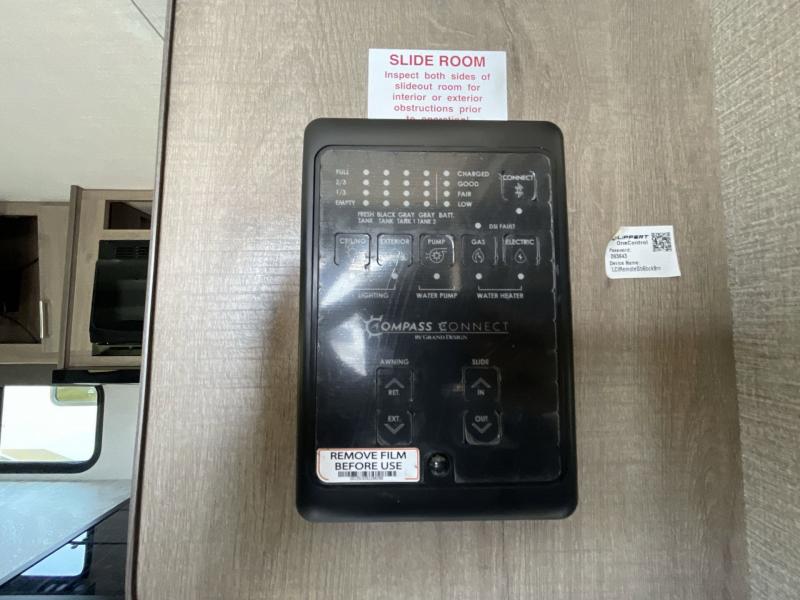 SLIDE ROOM
Inspect both sides of
slideout room for
interior or exterior
obstructions prior
FULL CHARGED
2/3 GOOD
1/3 FAIR
EMPTY LOW
CONNECT
FRESH BLACK GRAY GRAY BATT.
TANK TANK TANK 1 TANK 2
DSI FAULT
CEILING EXTERIOR PUMP GAS ELECTRIC
LIGHTING WATER PUMP WATER HEATER
COMPASS CONNECT
BY GRAND DESIGN
AWNING SLIDE
RET. IN
EXT. OUT
REMOVE FILM
BEFORE USE
LIPPERT
OneControl
Password:
Device Name: